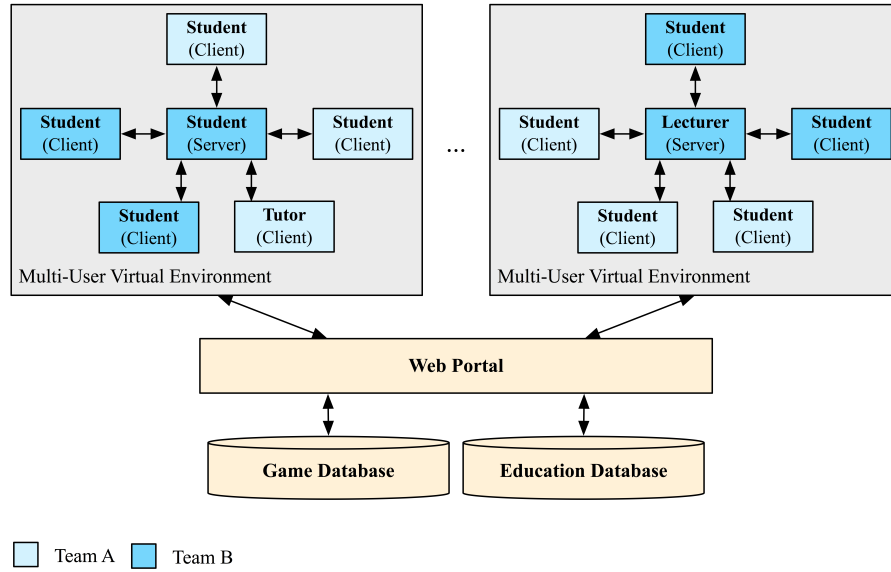 Student
(Client)
Student
(Client)
Student
(Server)
Student
(Client)
Student
(Client)
Tutor
(Client)
Multi-User Virtual Environment
...
Student
(Client)
Student
(Client)
Lecturer
(Server)
Student
(Client)
Student
(Client)
Student
(Client)
Multi-User Virtual Environment
Web Portal
Game Database
Education Database
Team A
Team B